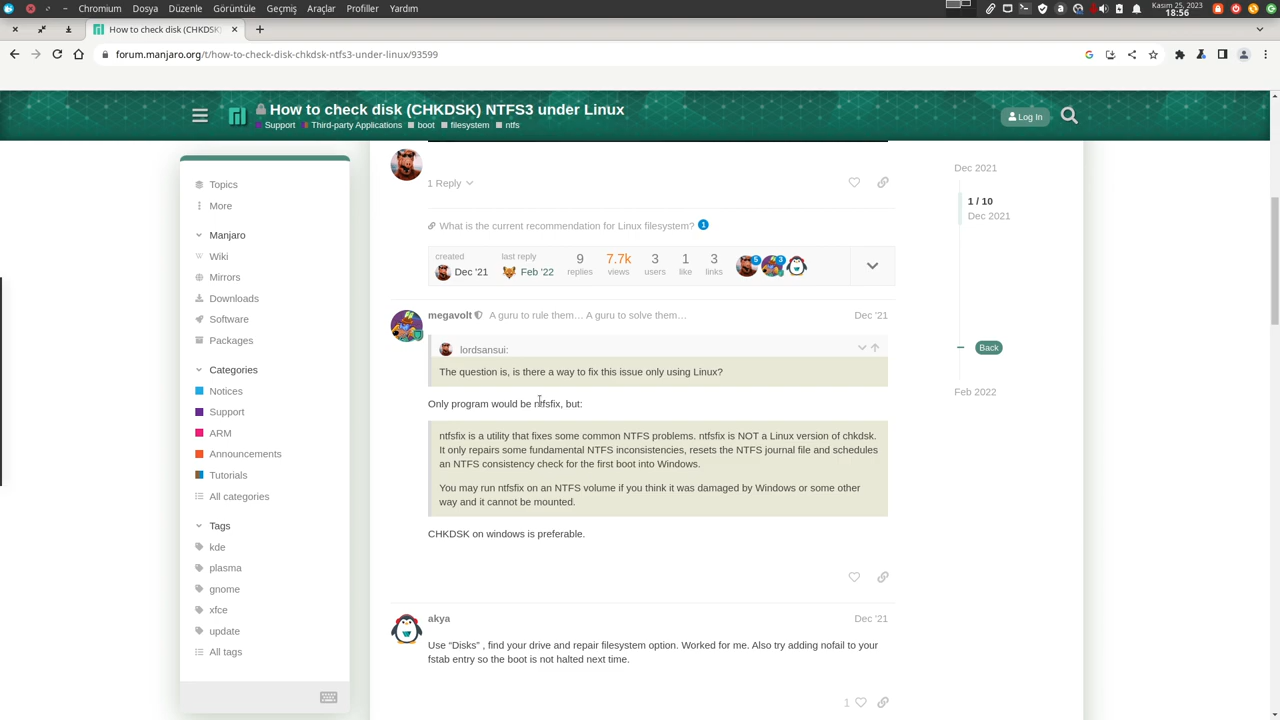 Chromium Dosya Düzenle Görüntüle Geçmiş Araçlar Profiller Yardım
Kasım 25, 2023
18:56
How to check disk (CHKDSK)
forum.manjaro.org/t/how-to-check-disk-chkdsk-ntfs3-under-linux/93599
How to check disk (CHKDSK) NTFS3 under Linux
Support Third-party Applications boot filesystem ntfs
Log In
Topics
More
Manjaro
Wiki
Mirrors
Downloads
Software
Packages
Categories
Notices
Support
ARM
Announcements
Tutorials
All categories
Tags
kde
plasma
gnome
xfce
update
All tags
1 Reply
What is the current recommendation for Linux filesystem? 1
created
Dec '21
last reply
Feb '22
9
replies
7.7k
views
3
users
1
like
3
links
5
3
megavolt A guru to rule them… A guru to solve them… Dec '21
lordsansui:
The question is, is there a way to fix this issue only using Linux?
Only program would be ntfsfix, but:
ntfsfix is a utility that fixes some common NTFS problems. ntfsfix is NOT a Linux version of chkdsk.
It only repairs some fundamental NTFS inconsistencies, resets the NTFS journal file and schedules
an NTFS consistency check for the first boot into Windows.
You may run ntfsfix on an NTFS volume if you think it was damaged by Windows or some other
way and it cannot be mounted.
CHKDSK on windows is preferable.
akya Dec '21
Use “Disks” , find your drive and repair filesystem option. Worked for me. Also try adding nofail to your
fstab entry so the boot is not halted next time.
1
Dec 2021
1 / 10
Dec 2021
Back
Feb 2022